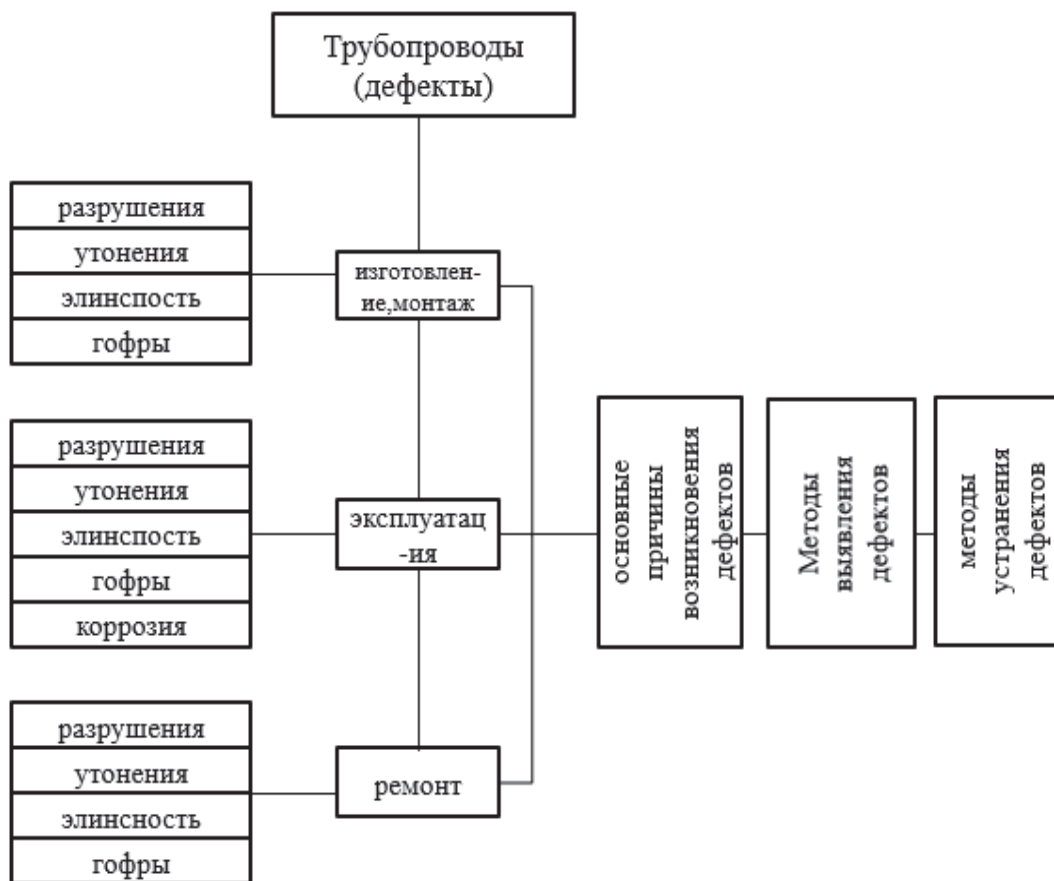 Трубопроводы
(дефекты)
разрушения
утонения
элинспость
гофры
изготовлен-
ие,монтаж
разрушения
утонения
элинспость
гофры
коррозия
эксплуатац
-ия
разрушения
утонения
элинсность
гофры
ремонт
основные
причины
возникновения
дефектов
Методы
выявления
дефектов
методы
устранения
дефектов